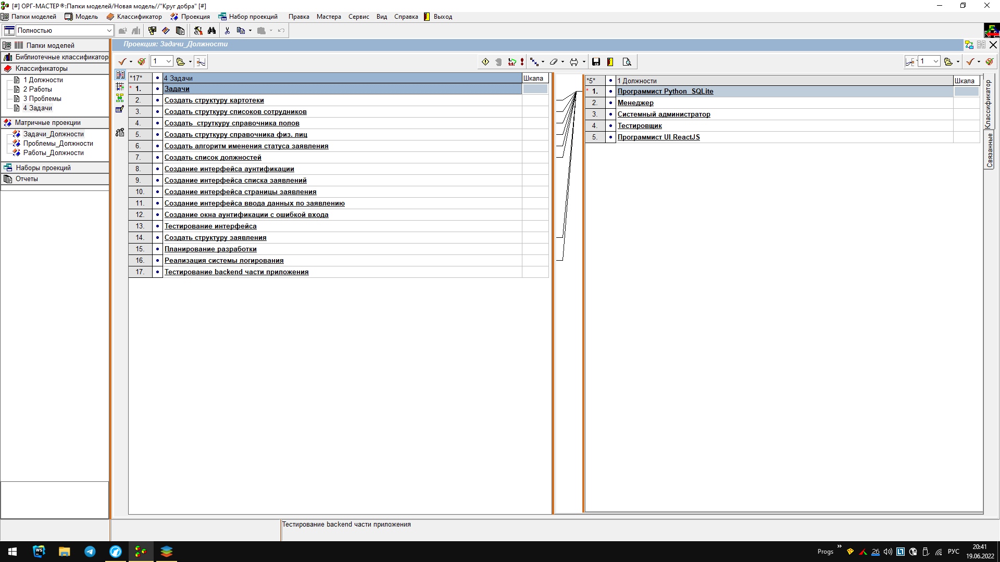 [#] ОРГ-МАСТЕР®:Папки моделей/Новая модель//"Круг добра" [#]
Папки моделей Модель Классификатор Проекция Набор проекций Правка Мастера Сервис Вид Справка Выход
Полностью
Папки моделей
Библиотечные классификатор
Классификаторы
1 Должности
2 Работы
3 Проблемы
4 Задачи
Матричные проекции
Задачи_Должности
Проблемы_Должности
Работы_Должности
Наборы проекций
Отчеты
Проекция: Задачи_Должности
1
1
*17* 4 Задачи Шкала
* 1. Задачи
2. Создать структуру картотеки
3. Создать струткуру списоков сотрудников
4. Создать  струткуру справочника полов
5. Создать струткуру справочника физ. лиц
6. Создать алгоритм именения статуса заявления
7. Создать список должностей
8. Создание интерфейса аунтификации
9. Создание интерфейса списка заявлений
10. Создание интерфейса страницы заявления
11. Создание интерфейса ввода данных по заявлению
12. Создание окна аунтификации с ошибкой входа
13. Тестирование интерфейса
14. Создать структуру заявления
15. Планирование разработки
16. Реализация системы логирования
17. Тестирование backend части приложения
*5* 1 Должности Шкала
* 1. Программист Python_SQLite
2. Менеджер
3. Системный администратор
4. Тестировщик
5. Программист UI ReactJS
Классификатор
Связанные
Тестирование backend части приложения
WS
Progs » 26 РУС
20:41
19.06.2022